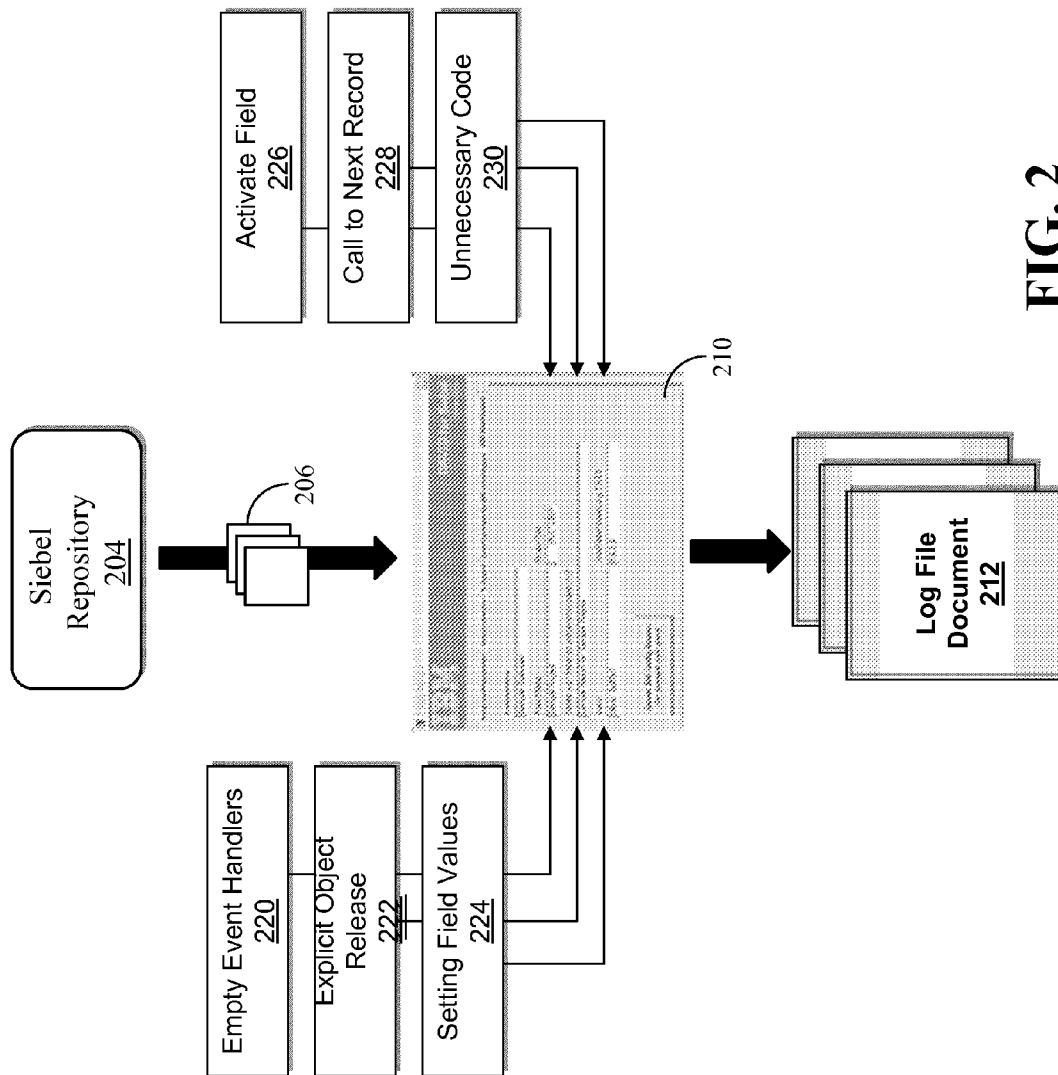 Siebel
Repository
204
206
Empty Event Handlers
220
Explicit Object
Release
222
Setting Field Values
224
Activate Field
226
Call to Next Record
228
Unnecessary Code
230
210
Log File
Document
212
FIG. 2